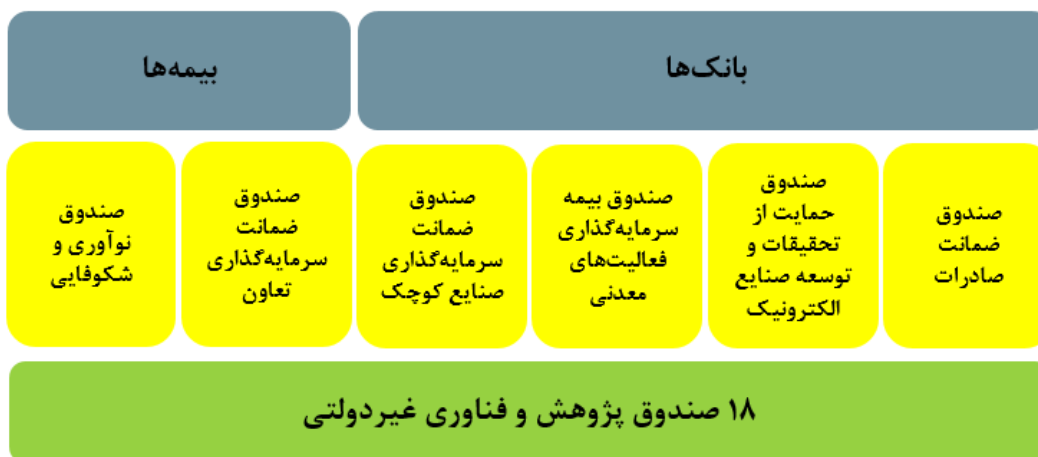 بانک‌ها
بیمه‌ها
صندوق
ضمانت
صادرات
صندوق
حمایت از
تحقیقات و
توسعه صنایع
الکترونیک
صندوق بیمه
سرمایه‌گذاری
فعالیت‌های
معدنی
صندوق
ضمانت
سرمایه‌گذاری
صنایع کوچک
صندوق
ضمانت
سرمایه‌گذاری
تعاون
صندوق
نوآوری و
شکوفایی
۱۸ صندوق پژوهش و فناوری غیردولتی